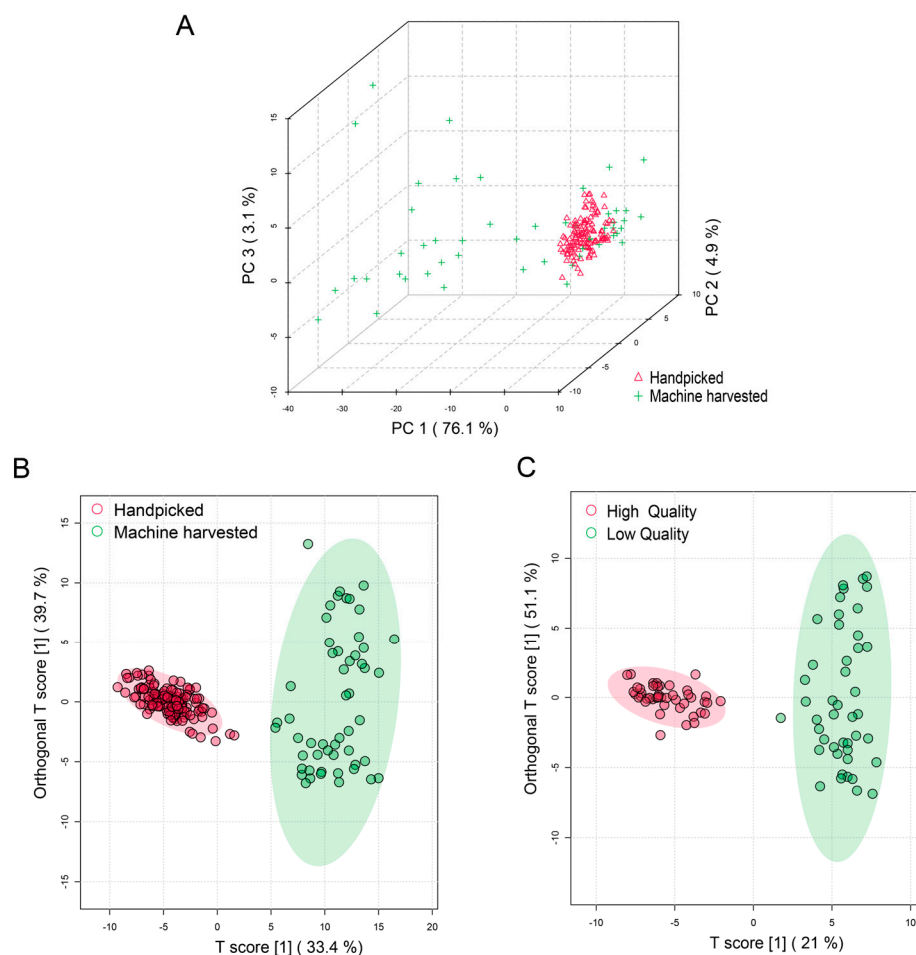 A
PC 3 ( 3.1 %)
15
10
5
0
-5
-10
-40
-30
-20
-10
0
10
PC 1 ( 76.1 %)
-10
-5
0
5
10
PC 2 ( 4.9 %)
Handpicked
Machine harvested
B
Handpicked
Machine harvested
Orthogonal T score [1] ( 39.7 %)
15
10
5
0
-5
-10
-15
-10
-5
0
5
10
15
20
T score [1] ( 33.4 %)
C
High Quality
Low Quality
Orthogonal T score [1] ( 51.1 %)
10
5
0
-5
-10
-10
-5
0
5
10
T score [1] ( 21 %)